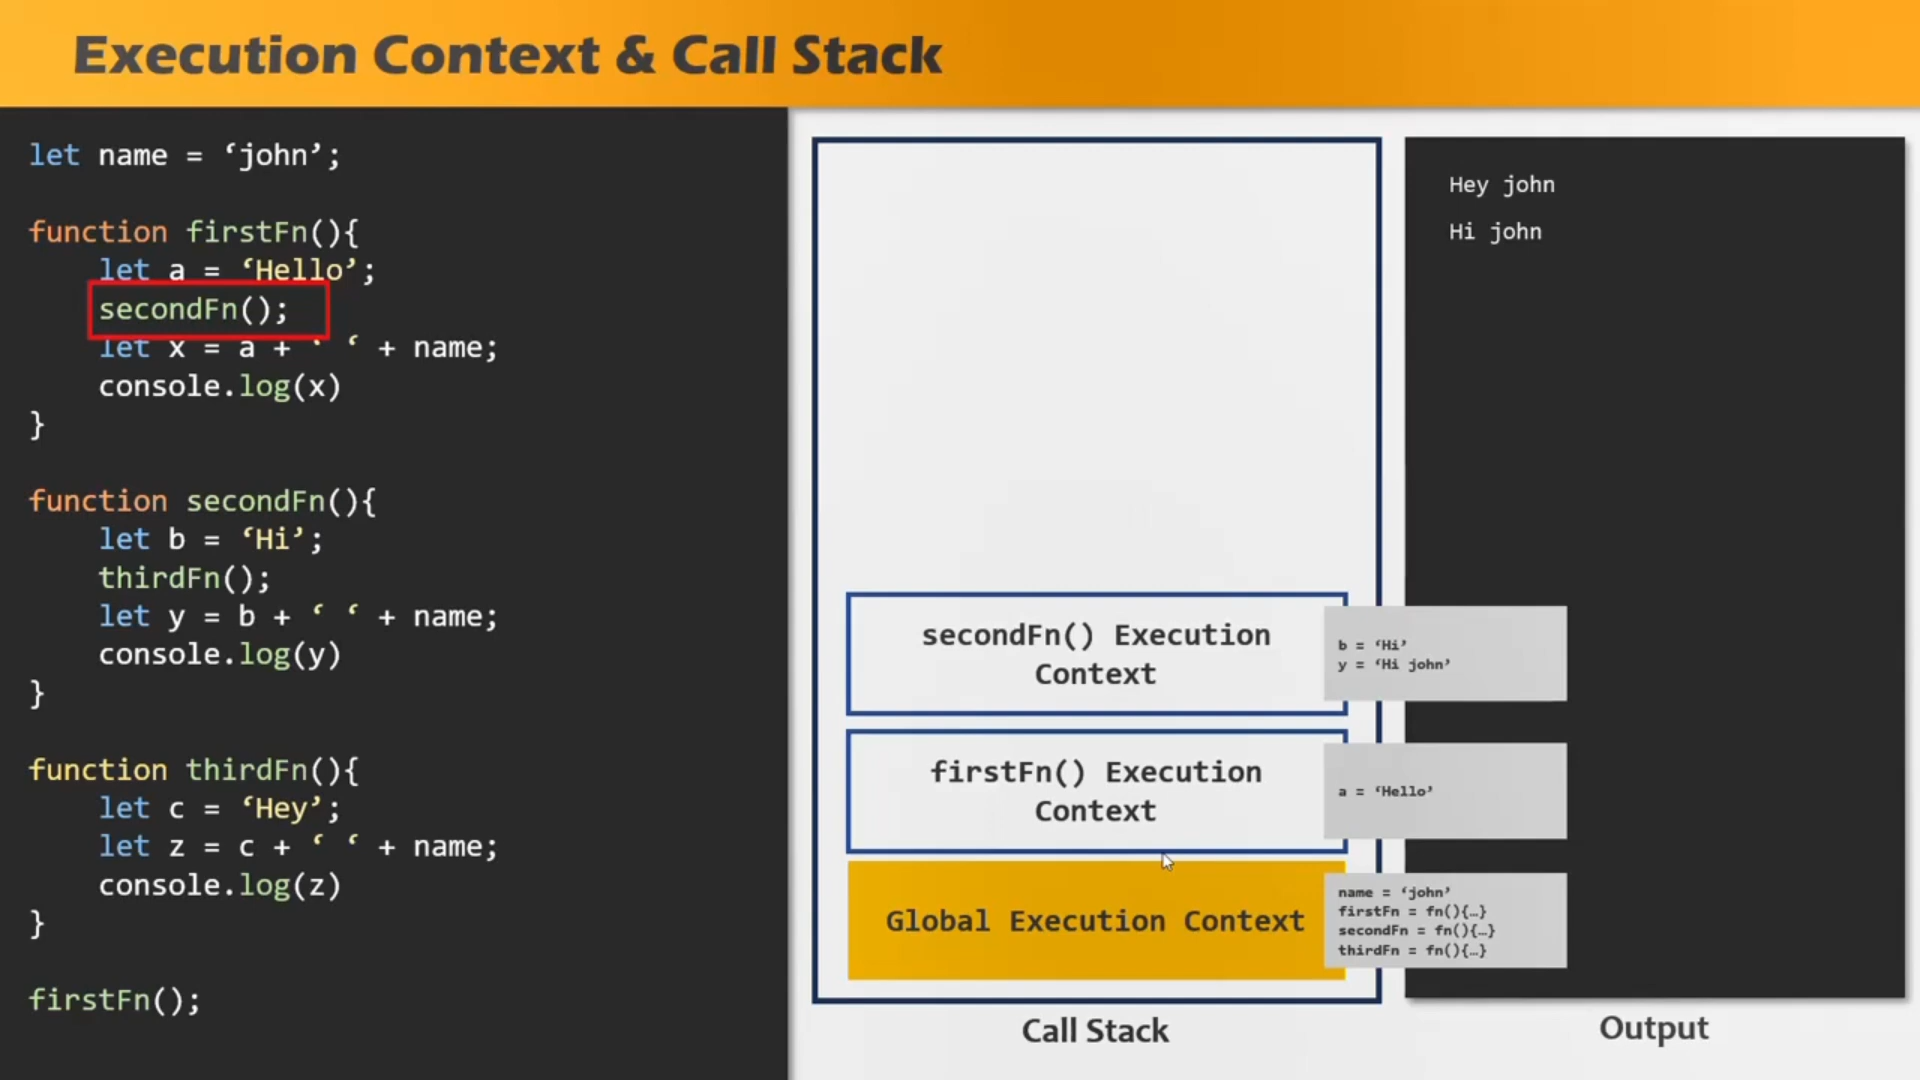 Execution Context & Call Stack
let name = ‘john’;
function firstFn(){
let a = ‘Hello’;
secondFn();
let x = a + ‘ ‘ + name;
console.log(x)
}
function secondFn(){
let b = ‘Hi’;
thirdFn();
let y = b + ‘ ‘ + name;
console.log(y)
}
function thirdFn(){
let c = ‘Hey’;
let z = c + ‘ ‘ + name;
console.log(z)
}
firstFn();
secondFn() Execution
Context
b = ‘Hi’
y = ‘Hi john’
firstFn() Execution
Context
a = ‘Hello’
Global Execution Context
name = ‘john’
firstFn = fn(){…}
secondFn = fn(){…}
thirdFn = fn(){…}
Call Stack
Hey john
Hi john
Output